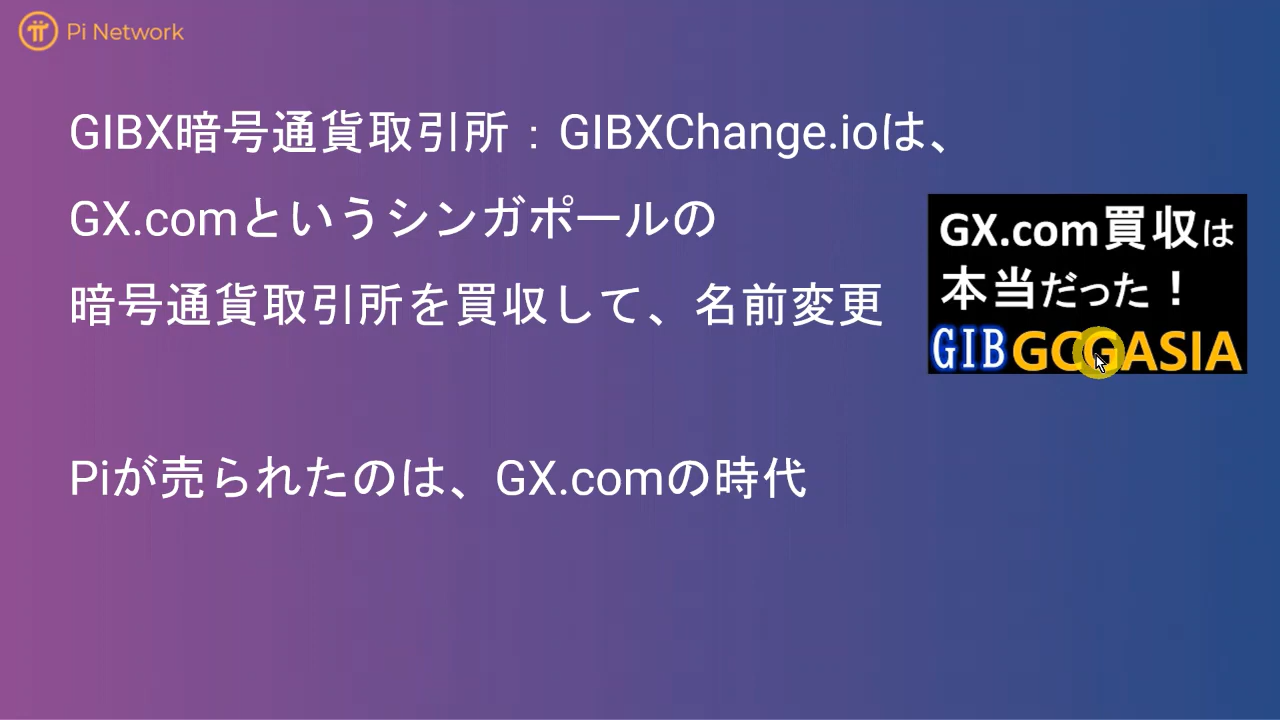 Pi Network
GIBX暗号通貨取引所：GIBXChange.ioは、
GX.comというシンガポールの
暗号通貨取引所を買収して、名前変更
GX.com買収は
本当だった！
GIB GCGASIA
Piが売られたのは、GX.comの時代